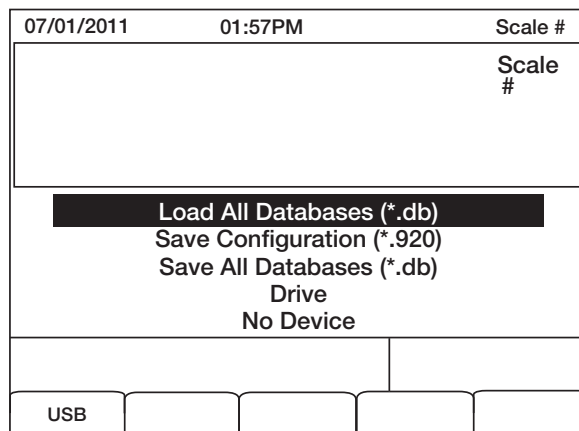 07/01/2011 01:57PM Scale #
Scale
#
Load All Databases (*.db)
Save Configuration (*.920)
Save All Databases (*.db)
Drive
No Device
USB